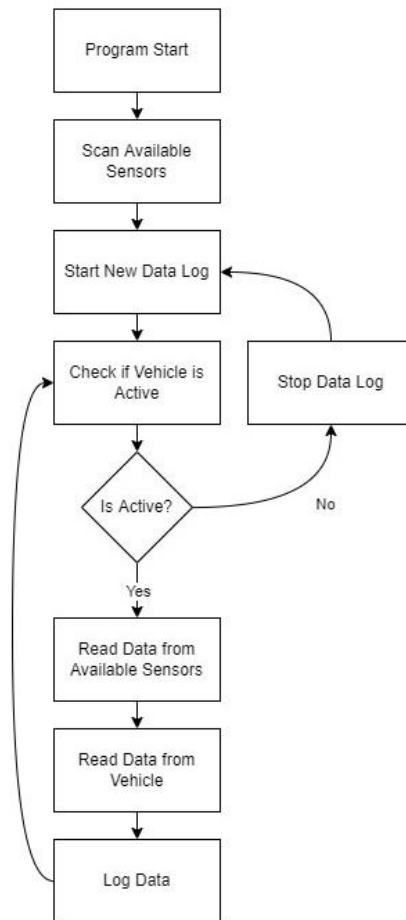 Program Start
Scan Available
Sensors
Start New Data Log
Check if Vehicle is
Active
Stop Data Log
Is Active?
No
Yes
Read Data from
Available Sensors
Read Data from
Vehicle
Log Data